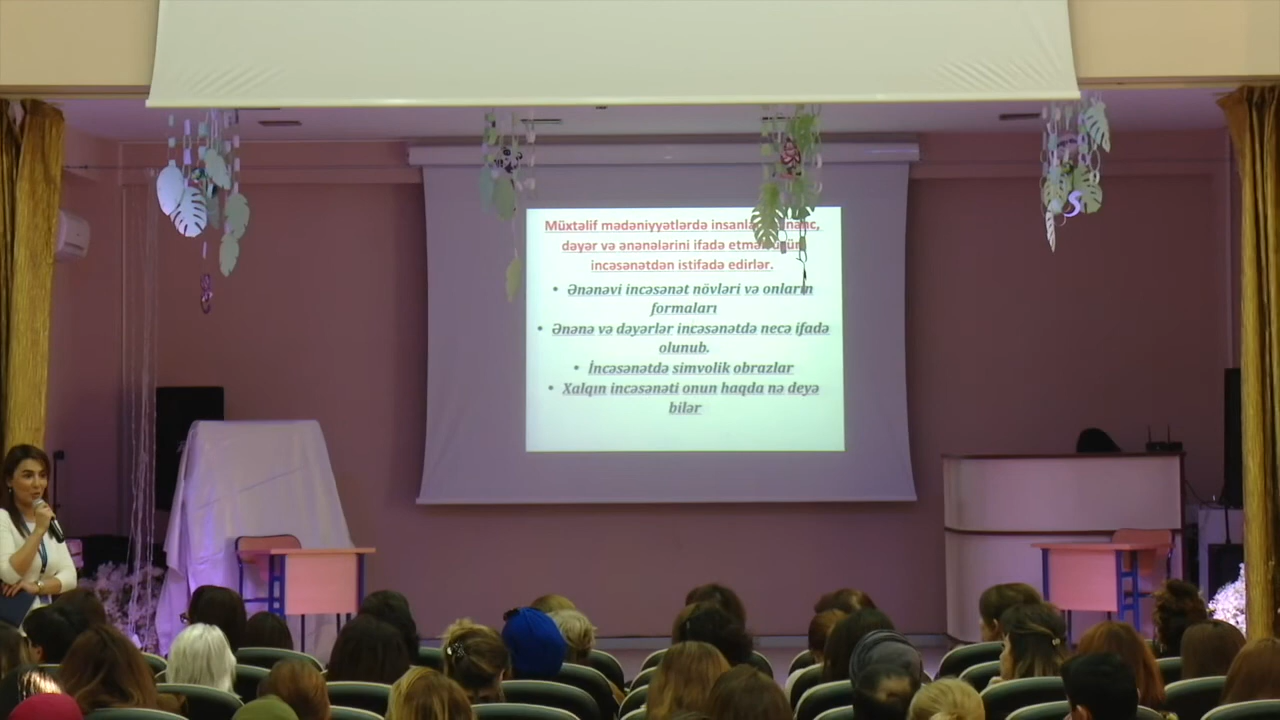 Müxtəlif mədəniyyətlərdə
dəyər və ənənələrini ifadə
incəsənətdən istifadə edirlər.
• Ənənəvi incəsənət növləri və onların
formaları
• Ənənə və dəyərlər incəsənətdə necə ifadə
olunub.
• İncəsənətdə simvolik obrazlar
• Xalqın incəsənəti onun haqda nə deyə
bilər